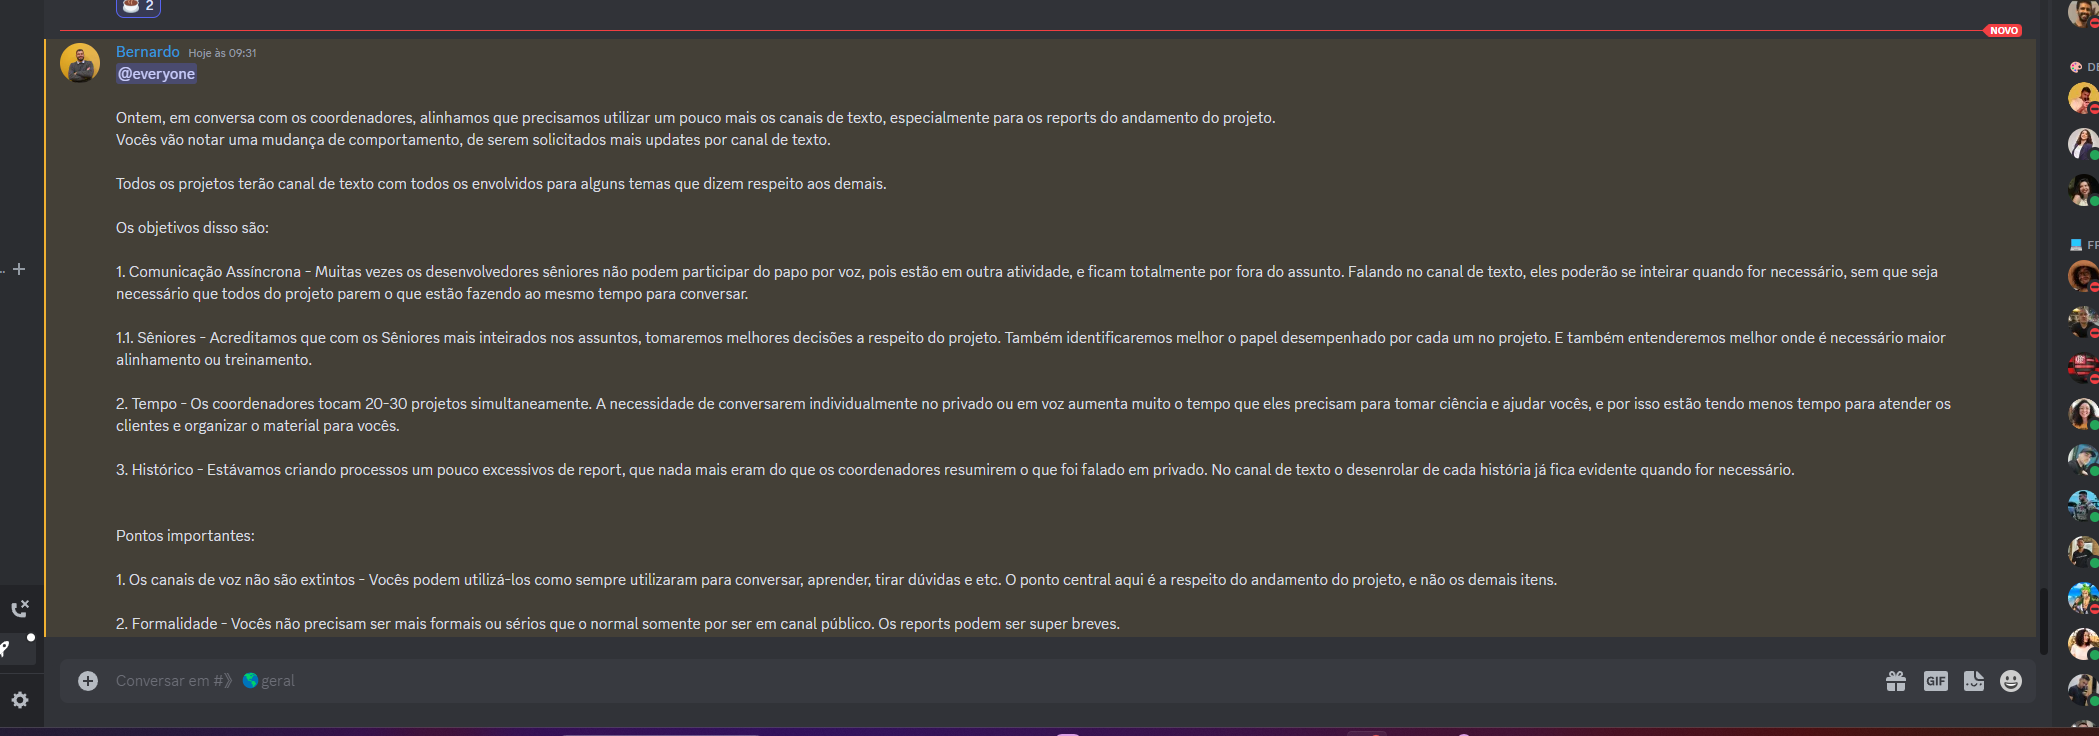 2
NOVO
Bernardo Hoje às 09:31
@everyone
Ontem, em conversa com os coordenadores, alinhamos que precisamos utilizar um pouco mais os canais de texto, especialmente para os reports do andamento do projeto.
Vocês vão notar uma mudança de comportamento, de serem solicitados mais updates por canal de texto.
Todos os projetos terão canal de texto com todos os envolvidos para alguns temas que dizem respeito aos demais.
Os objetivos disso são:
1. Comunicação Assíncrona - Muitas vezes os desenvolvedores sêniores não podem participar do papo por voz, pois estão em outra atividade, e ficam totalmente por fora do assunto. Falando no canal de texto, eles poderão se inteirar quando for necessário, sem que seja
necessário que todos do projeto parem o que estão fazendo ao mesmo tempo para conversar.
1.1. Sêniores - Acreditamos que com os Sêniores mais inteirados nos assuntos, tomaremos melhores decisões a respeito do projeto. Também identificaremos melhor o papel desempenhado por cada um no projeto. E também entenderemos melhor onde é necessário maior
alinhamento ou treinamento.
2. Tempo - Os coordenadores tocam 20-30 projetos simultaneamente. A necessidade de conversarem individualmente no privado ou em voz aumenta muito o tempo que eles precisam para tomar ciência e ajudar vocês, e por isso estão tendo menos tempo para atender os
clientes e organizar o material para vocês.
3. Histórico - Estávamos criando processos um pouco excessivos de report, que nada mais eram do que os coordenadores resumirem o que foi falado em privado. No canal de texto o desenrolar de cada história já fica evidente quando for necessário.
Pontos importantes:
1. Os canais de voz não são extintos - Vocês podem utilizá-los como sempre utilizaram para conversar, aprender, tirar dúvidas e etc. O ponto central aqui é a respeito do andamento do projeto, e não os demais itens.
2. Formalidade - Vocês não precisam ser mais formais ou sérios que o normal somente por ser em canal público. Os reports podem ser super breves.
Conversar em #》🌎geral
GIF
DE
FR